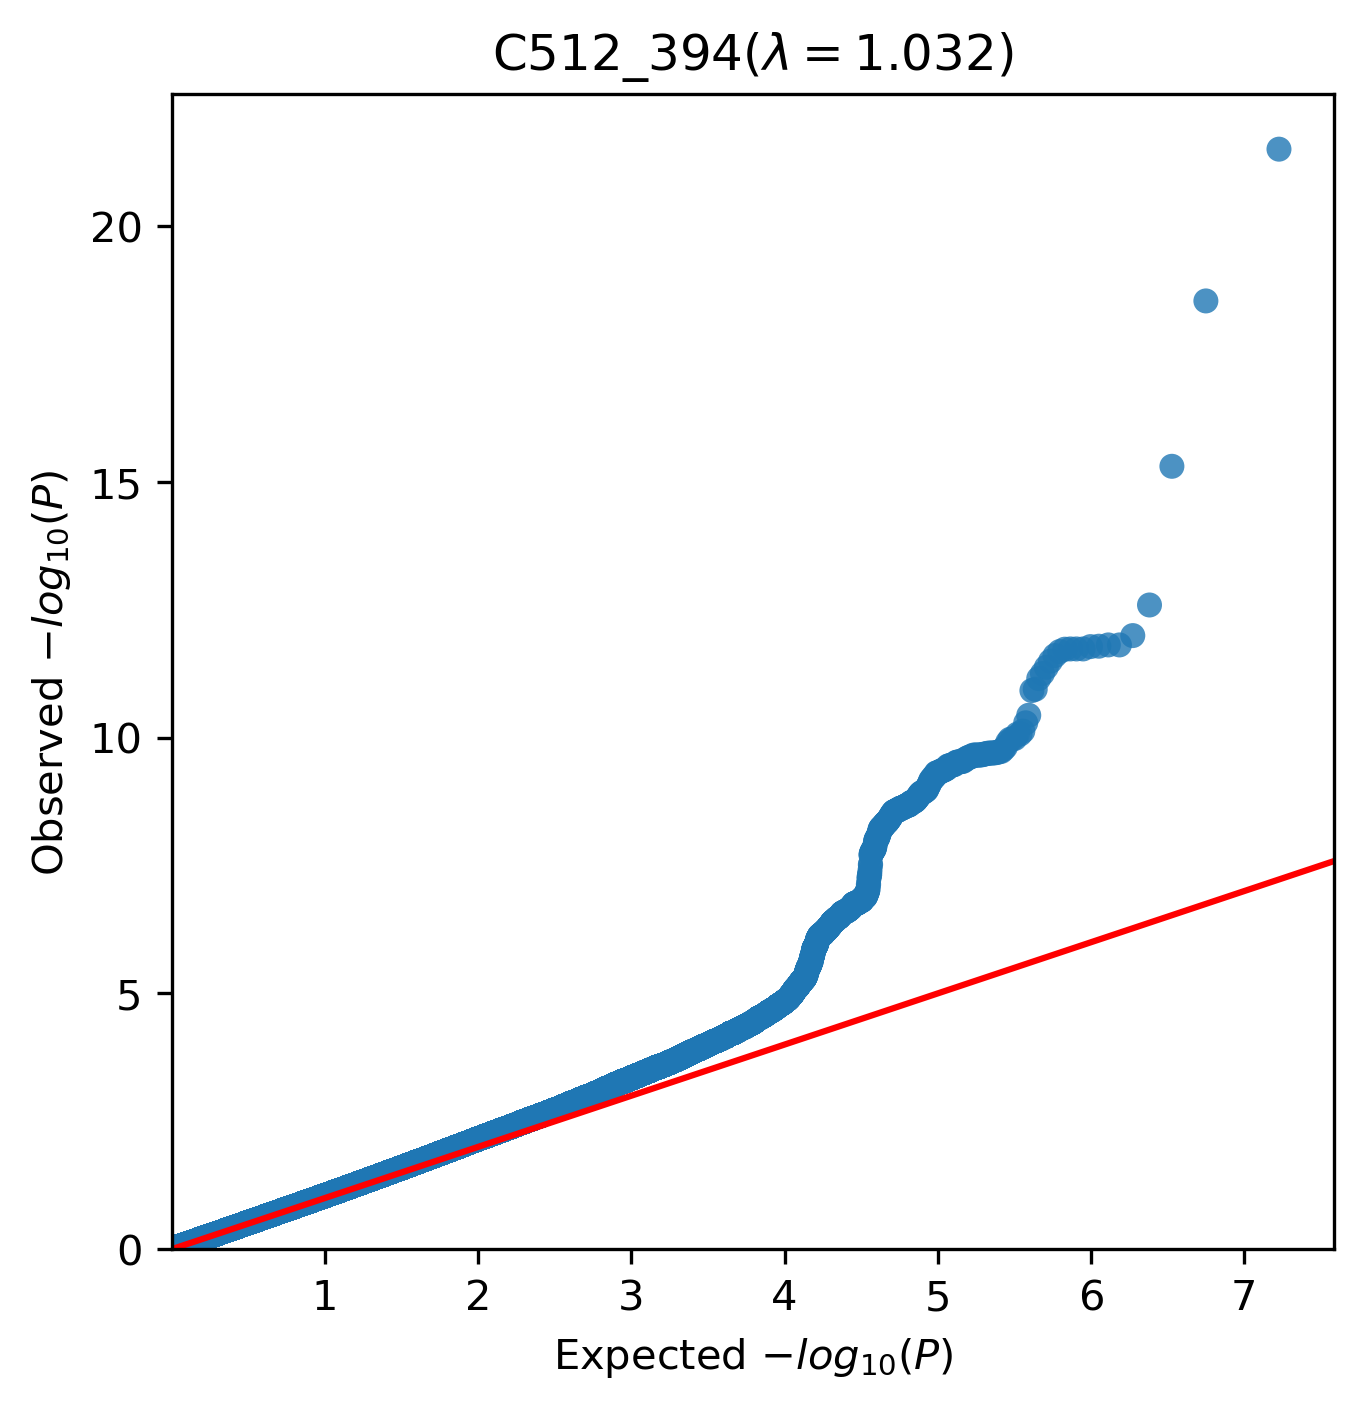 C512_394(λ = 1.032)
20
15
10
5
0
Observed −log10(P)
1 2 3 4 5 6 7
Expected −log10(P)